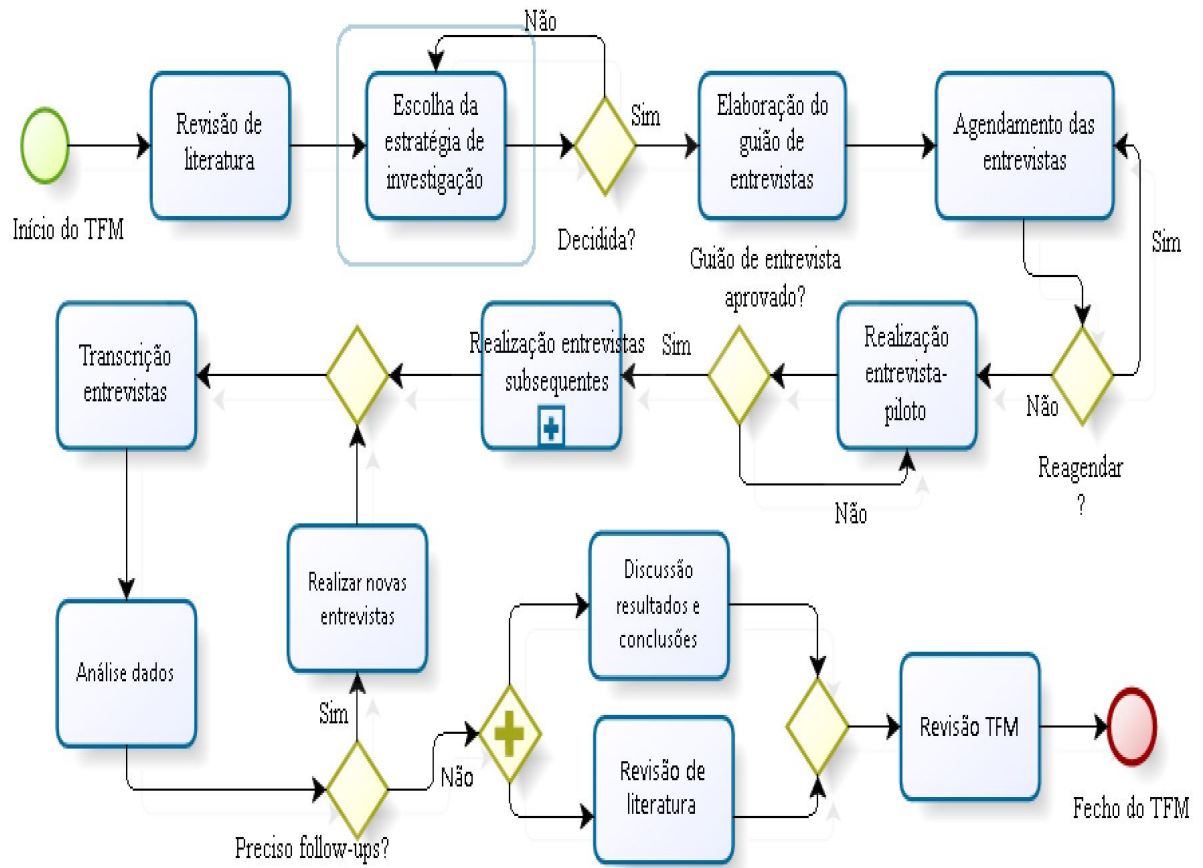 Não
Revisão de
literatura
Escolha da
estratégia de
investigação
Sim
Elaboração do
guião de
entrevistas
Agendamento das
entrevistas
Início do TFM
Decidida?
Sim
Guião de entrevista
aprovado?
Transcrição
entrevistas
Realização entrevistas
subsequentes
Sim
Realização
entrevista-
piloto
Não
Reagendar
?
Não
Realizar novas
entrevistas
Discussão
resultados e
conclusões
Análise dados
Sim
Não
Revisão de
literatura
Revisão TFM
Preciso follow-ups?
Fecho do TFM